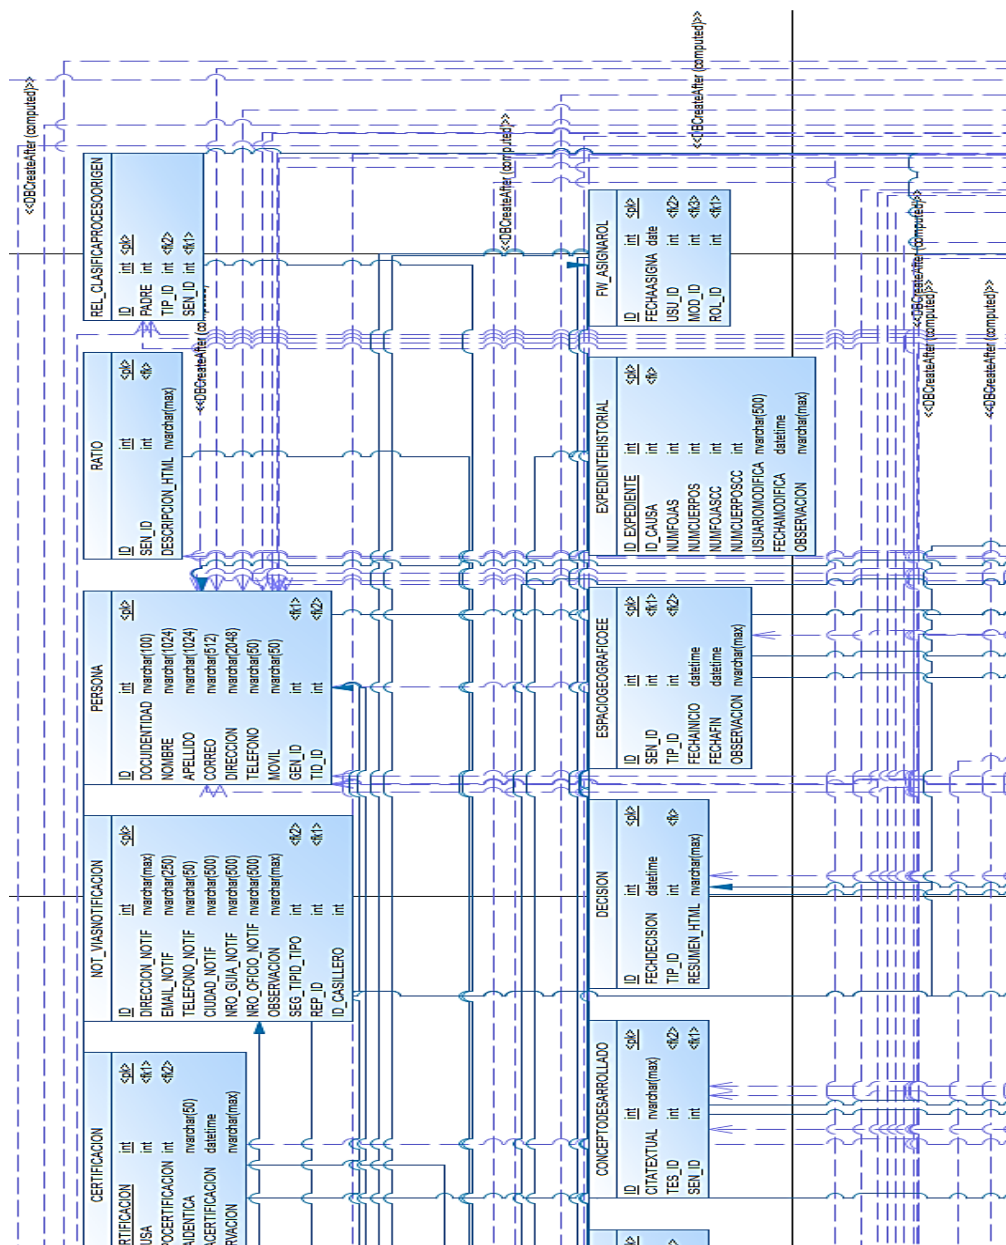 <<DBCreateAfter (computed)>>
<<DBCreateAfter (computed)>>
<<DBCreateAfter (computed)>>
REL_CLASIFICAPROCESOORIGEN
ID int <pk>
PADRE int
TIP_ID int <fk2>
SEN_ID int <fk1>
<<DBCreateAfter (com
RATIO
ID int <pk>
SEN_ID int <fk>
DESCRIPCION_HTML nvarchar(max)
PERSONA
ID int <pk>
DOCUIDENTIDAD nvarchar(100)
NOMBRE nvarchar(1024)
APELLIDO nvarchar(1024)
CORREO nvarchar(512)
DIRECCION nvarchar(2048)
TELEFONO nvarchar(50)
MOVIL nvarchar(50)
GEN_ID int <fk1>
TID_ID int <fk2>
NOT_VIASNOTIFICACION
ID int <pk>
DIRECCION_NOTIF nvarchar(max)
EMAIL_NOTIF nvarchar(250)
TELEFONO_NOTIF nvarchar(50)
CIUDAD_NOTIF nvarchar(500)
NRO_GUIA_NOTIF nvarchar(500)
NRO_OFICIO_NOTIF nvarchar(500)
OBSERVACION nvarchar(max)
SEG_TIPID_TIPO int <fk2>
REP_ID int <fk1>
ID_CASILLERO int
CERTIFICACION
RTIFICACION int <pk>
USA int <fk1>
POCERTIFICACION int <fk2>
AIDENTICA nvarchar(50)
ACERTIFICACION datetime
RVACION nvarchar(max)
FW_ASIGNAROL
ID int <pk>
FECHAASIGNA date
USU_ID int <fk2>
MOD_ID int <fk3>
ROL_ID int <fk1>
EXPEDIENTEHISTORIAL
ID_EXPEDIENTE int <pk>
ID_CAUSA int <fk>
NUMFOJAS int
NUMCUERPOS int
NUMFOJASCC int
NUMCUERPOSCC int
USUARIOMODIFICA nvarchar(500)
FECHAMODIFICA datetime
OBSERVACION nvarchar(max)
ESPACIOGEOGRAFICOEE
ID int <pk>
SEN_ID int <fk1>
TIP_ID int <fk2>
FECHAINICIO datetime
FECHAFIN datetime
OBSERVACION nvarchar(max)
DECISION
ID int <pk>
FECHDECISION datetime
TIP_ID int <fk>
RESUMEN_HTML nvarchar(max)
CONCEPTODESARROLLADO
ID int <pk>
CITATEXTUAL nvarchar(max)
TES_ID int <fk2>
SEN_ID int <fk1>
<<DBCreateAfter (computed)>>
<<DBCreateAfter (computed)>>
<<DBCreateAfter (computed)>>